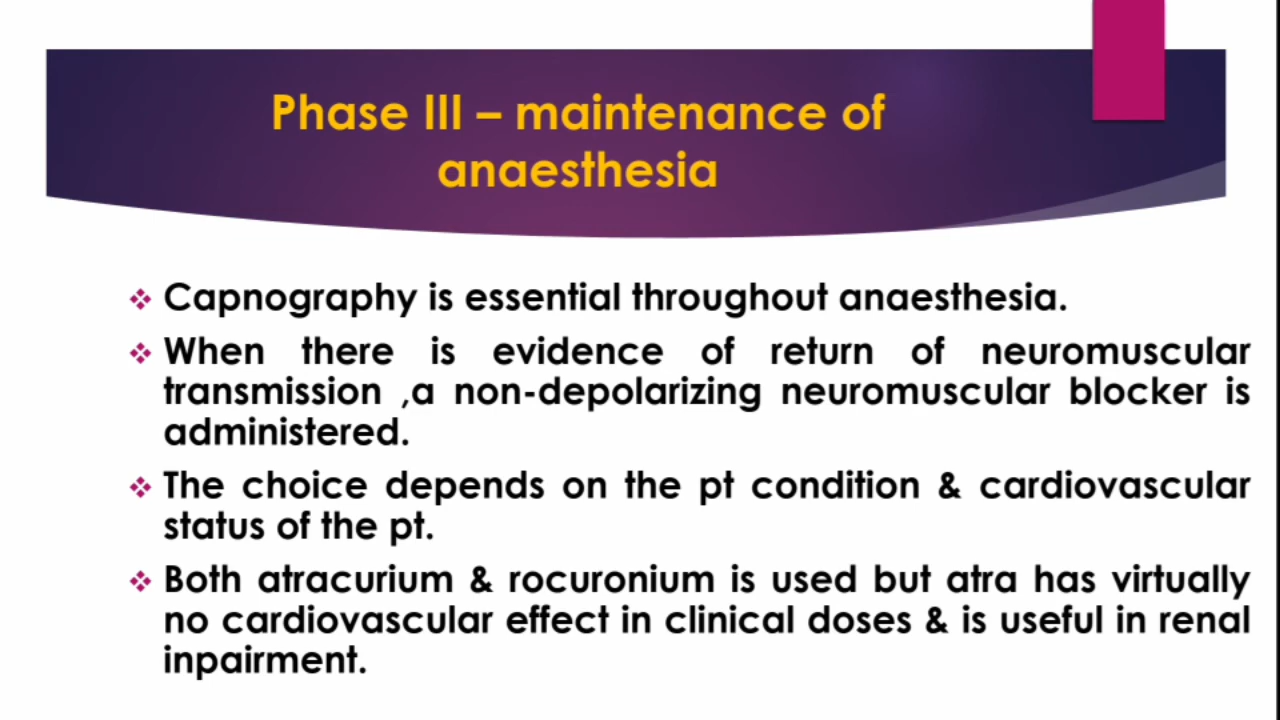 Phase III – maintenance of
anaesthesia
Capnography is essential throughout anaesthesia.
When there is evidence of return of neuromuscular
transmission ,a non-depolarizing neuromuscular blocker is
administered.
The choice depends on the pt condition & cardiovascular
status of the pt.
Both atracurium & rocuronium is used but atra has virtually
no cardiovascular effect in clinical doses & is useful in renal
inpairment.